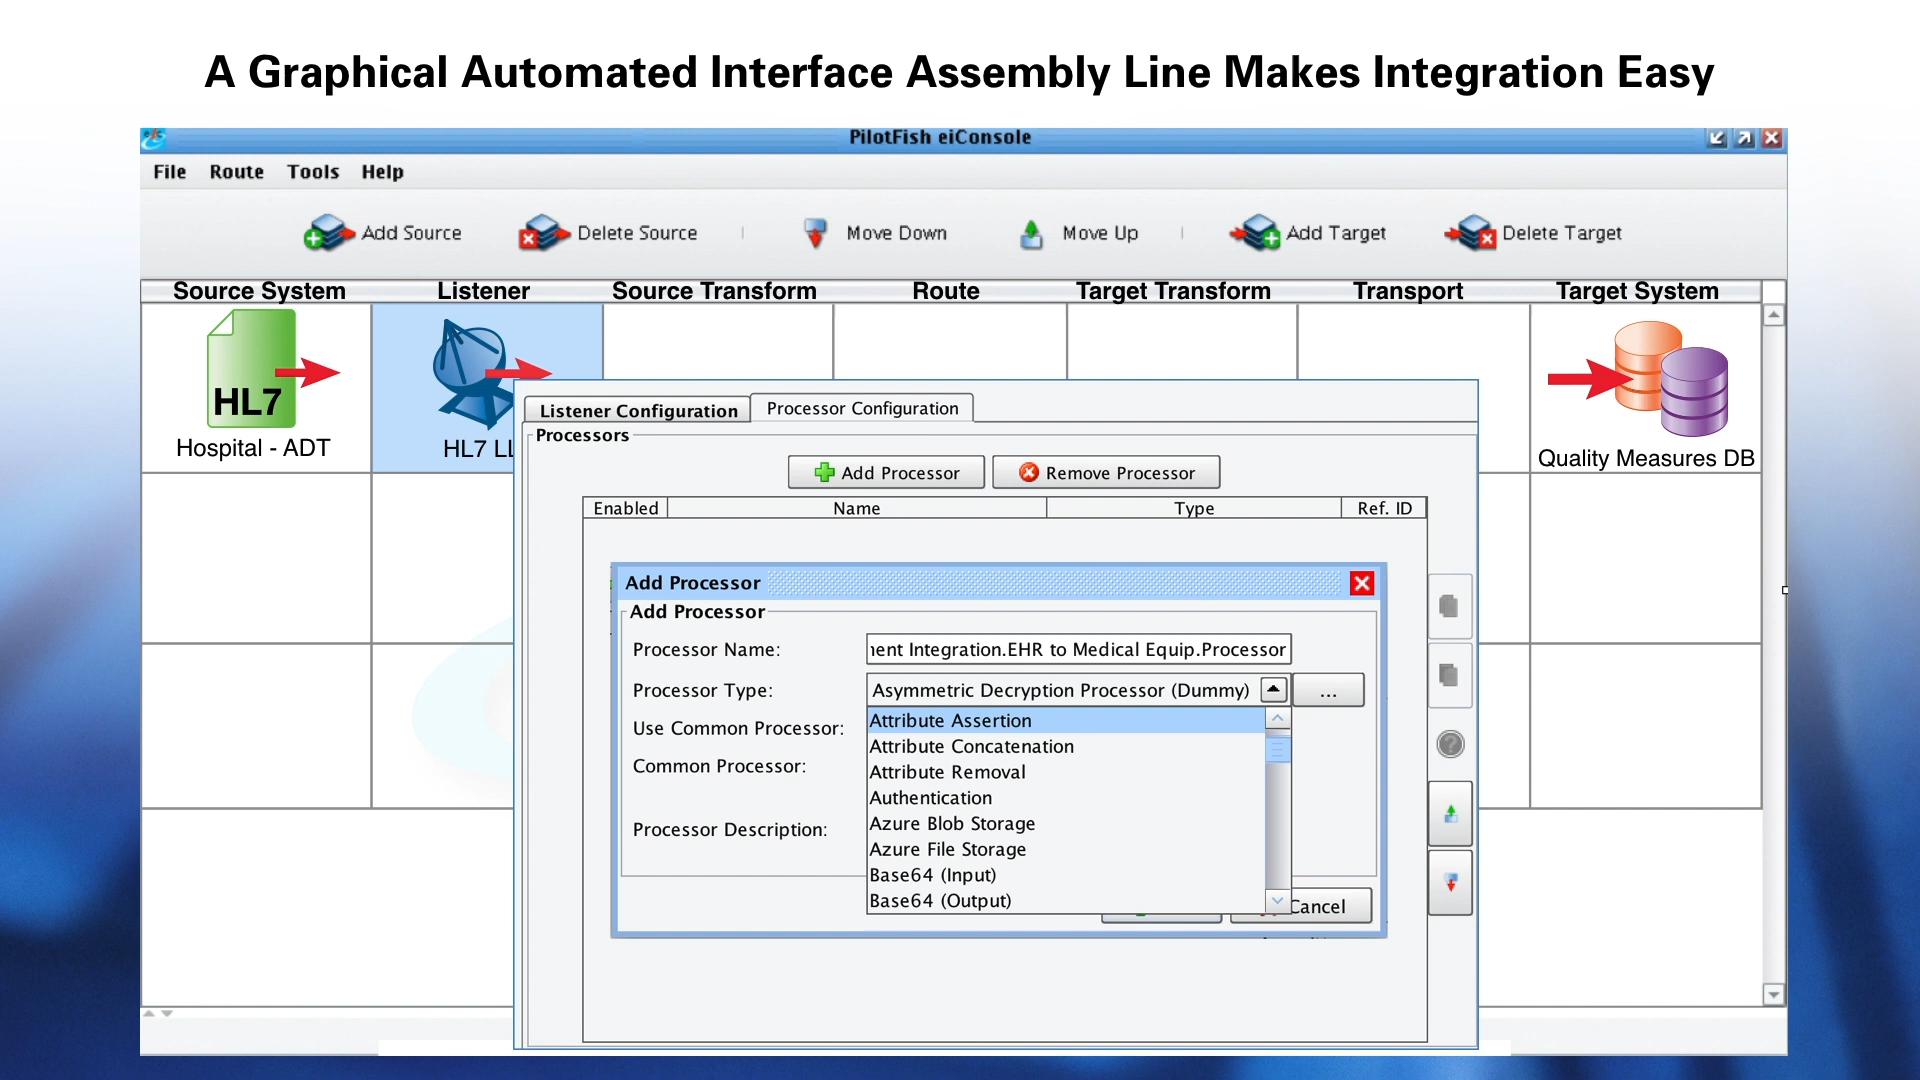 A Graphical Automated Interface Assembly Line Makes Integration Easy
PilotFish eiConsole
File Route Tools Help
Add Source Delete Source Move Down Move Up Add Target Delete Target
Source System Listener Source Transform Route Target Transform Transport Target System
HL7
Hospital - ADT
HL7 LL
Quality Measures DB
Listener Configuration Processor Configuration
Processors
Add Processor Remove Processor
Enabled Name Type Ref. ID
Add Processor
Add Processor
Processor Name: ent Integration.EHR to Medical Equip.Processor
Processor Type: Asymmetric Decryption Processor (Dummy) ...
Use Common Processor:
Common Processor:
Processor Description:
Attribute Assertion
Attribute Concatenation
Attribute Removal
Authentication
Azure Blob Storage
Azure File Storage
Base64 (Input)
Base64 (Output)
Cancel